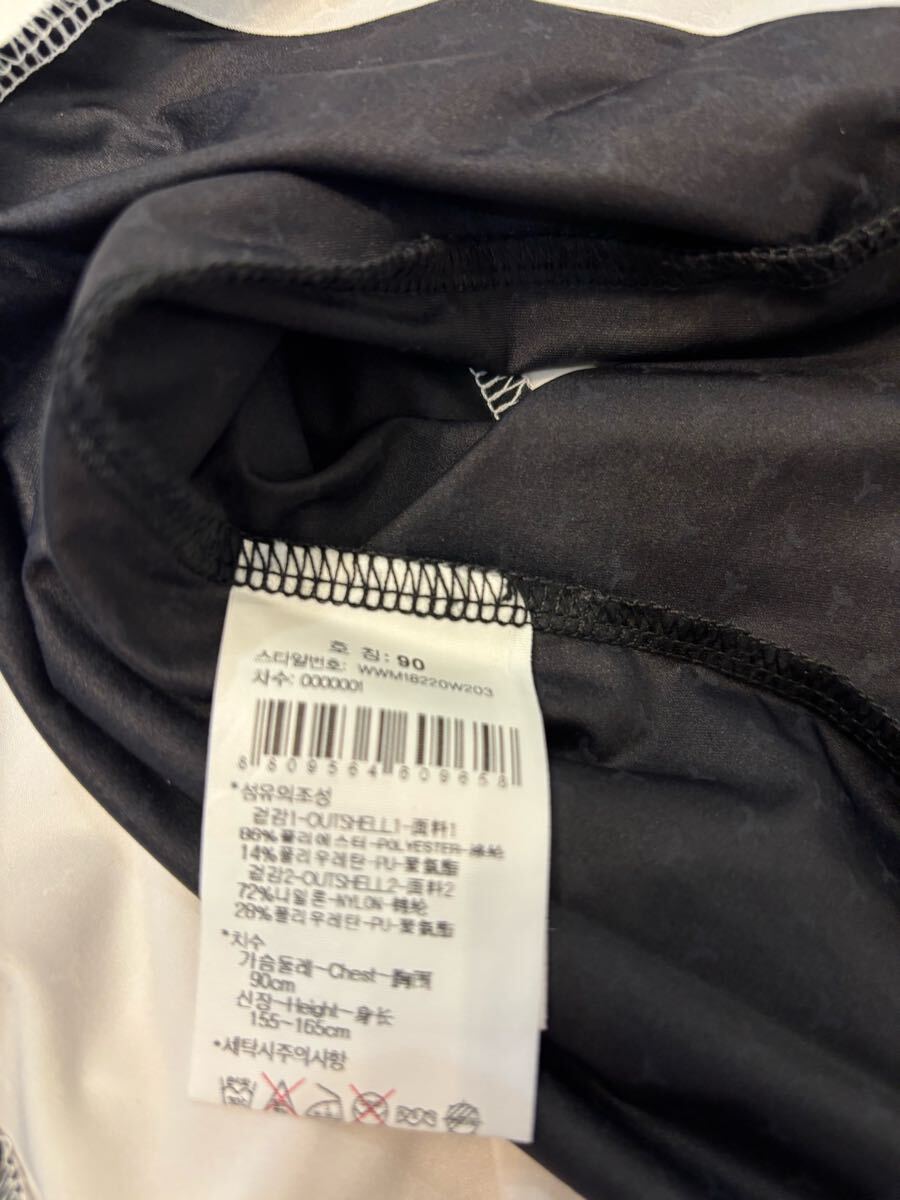 호 칭: 90
스타일번호: WWM18220W203
차수: 0000001
8809564609658
*섬유의조성
겉감1-OUTSHELL1-面料1
86%폴리에스터-POLYESTER-涤纶
14%폴리우레탄-PU-聚氨酯
겉감2-OUTSHELL2-面料2
72%나일론-NYLON-锦纶
28%폴리우레탄-PU-聚氨酯
*치수
가슴둘레-Chest-胸围
90cm
신장-Height-身长
155~165cm
*세탁시주의사항